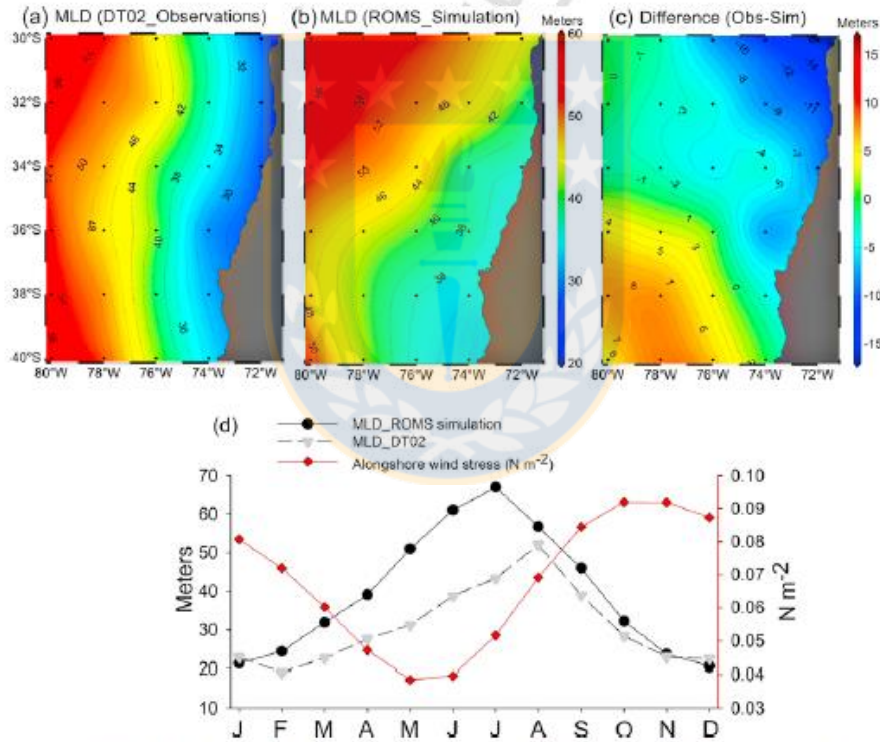 (a) MLD (DT02_Observations)
(b) MLD (ROMS_Simulation)
Meters
(c) Difference (Obs-Sim)
Meters
30°S
32°S
34°S
36°S
38°S
40°S
80°W 78°W 76°W 74°W 72°W
80°W 78°W 76°W 74°W 72°W
80°W 78°W 76°W 74°W 72°W
60
50
40
30
20
15
10
5
0
-5
-10
-15
(d)
MLD_ROMS simulation
MLD_DT02
Alongshore wind stress (N m-2)
Meters
70
60
50
40
30
20
10
0.10
0.09
0.08
0.07
0.06
0.05
0.04
0.03
N m-2
J F M A M J J A S O N D